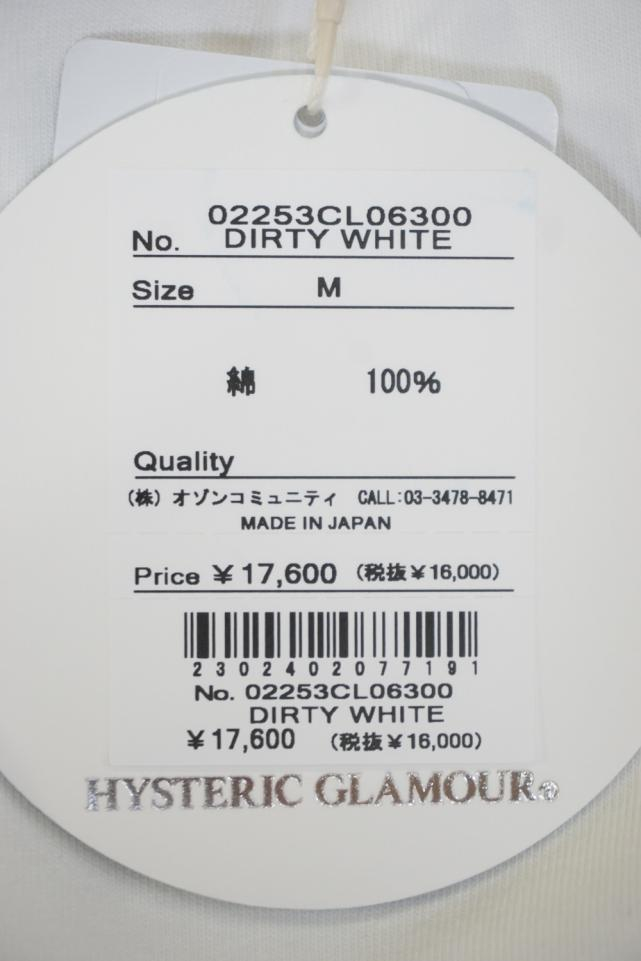 02253CL06300
No. DIRTY WHITE
Size M
綿 100%
Quality
(株) オゾンコミュニティ CALL:03-3478-8471
MADE IN JAPAN
Price ¥17,600 (税抜¥16,000)
2302402077191
No. 02253CL06300
DIRTY WHITE
¥17,600 (税抜¥16,000)
HYSTERIC GLAMOUR®